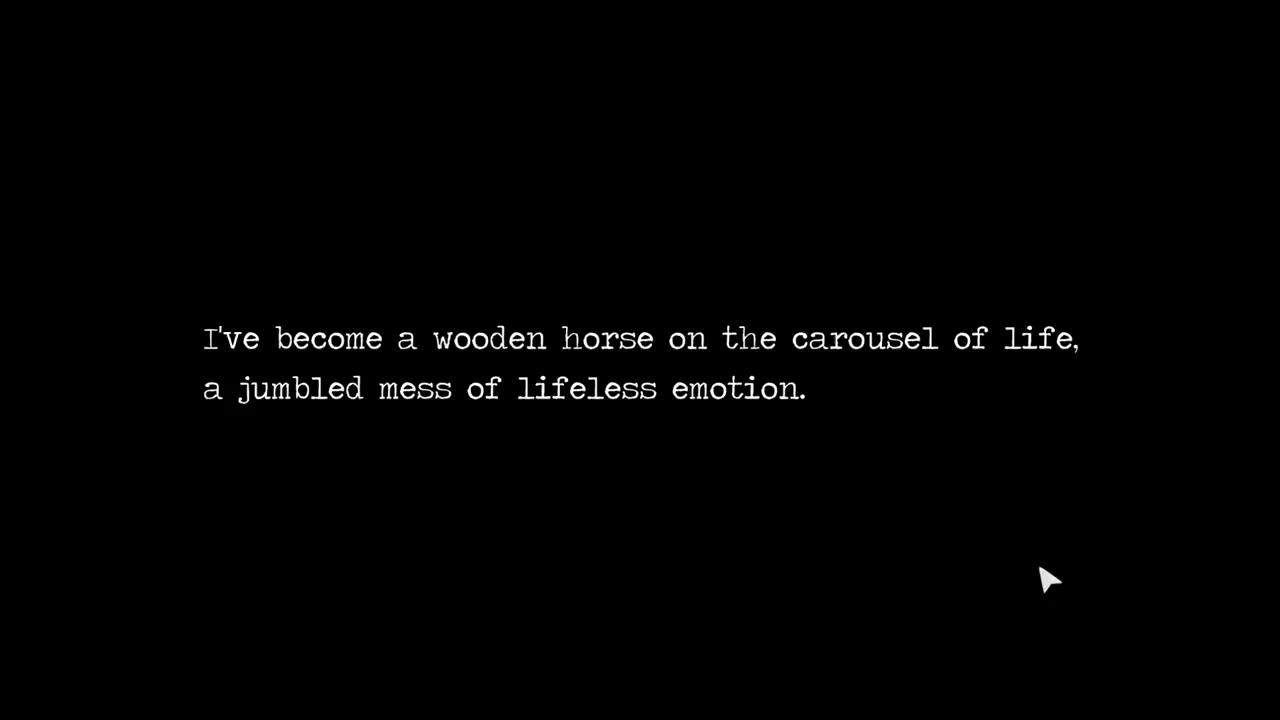 I've become a wooden horse on the carousel of life,
a jumbled mess of lifeless emotion.